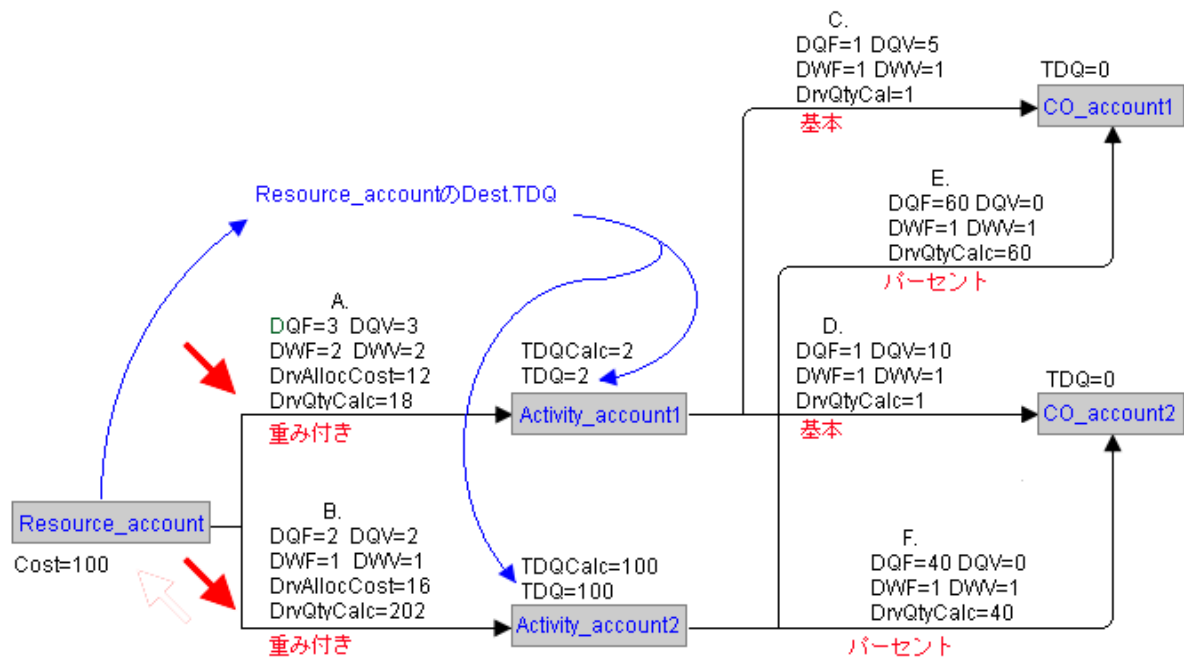 C.
DQF=1 DQV=5
DWF=1 DWV=1
DrvQtyCal=1
基本
TDQ=0
CO_account1
Resource_accountのDest.TDQ
E.
DQF=60 DQV=0
DWF=1 DWV=1
DrvQtyCalc=60
パーセント
A.
DQF=3 DQV=3
DWF=2 DWV=2
DrvAllocCost=12
DrvQtyCalc=18
重み付き
TDQCalc=2
TDQ=2
Activity_account1
D.
DQF=1 DQV=10
DWF=1 DWV=1
DrvQtyCalc=1
基本
TDQ=0
CO_account2
Resource_account
Cost=100
B.
DQF=2 DQV=2
DWF=1 DWV=1
DrvAllocCost=16
DrvQtyCalc=202
重み付き
TDQCalc=100
TDQ=100
Activity_account2
F.
DQF=40 DQV=0
DWF=1 DWV=1
DrvQtyCalc=40
パーセント